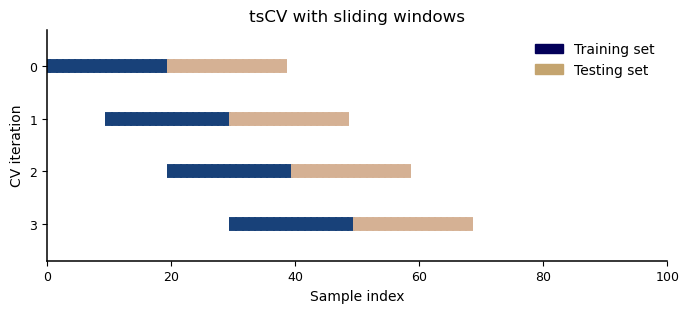 tsCV with sliding windows
Training set
Testing set
CV iteration
0
1
2
3
0 20 40 60 80 100
Sample index